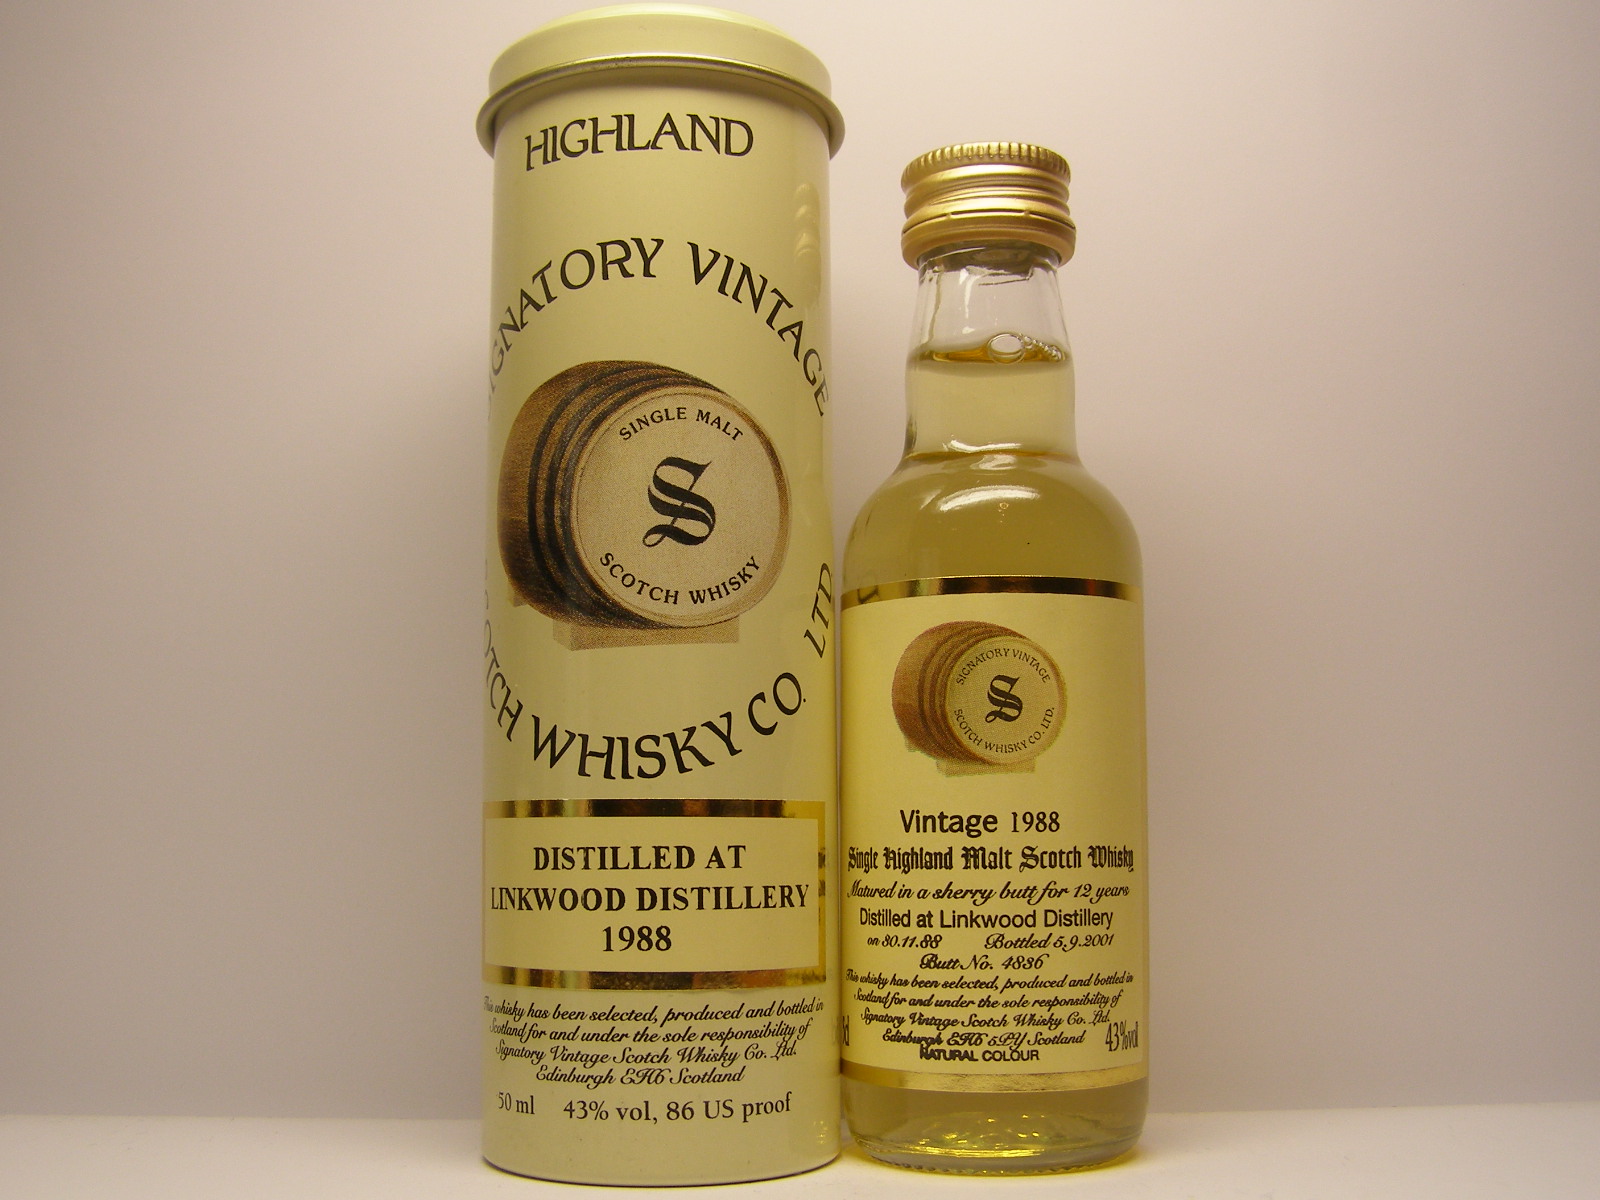 HIGHLAND
SIGNATORY VINTAGE
SINGLE MALT
S
SCOTCH WHISKY
SCOTCH WHISKY CO. LTD
DISTILLED AT
LINKWOOD DISTILLERY
1988
This whisky has been selected, produced and bottled in
Scotland for and under the sole responsibility of
Signatory Vintage Scotch Whisky Co. Ltd.
Edinburgh EH6 Scotland
50 ml 43% vol, 86 US proof
SIGNATORY VINTAGE
S
SCOTCH WHISKY CO. LTD.
Vintage 1988
Single Highland Malt Scotch Whisky
Matured in a sherry butt for 12 years
Distilled at Linkwood Distillery
on 30.11.88 Bottled 5.9.2001
Butt No. 4836
This whisky has been selected, produced and bottled in
Scotland for and under the sole responsibility of
Signatory Vintage Scotch Whisky Co. Ltd.
Edinburgh EH6 5PY Scotland
43%vol
NATURAL COLOUR